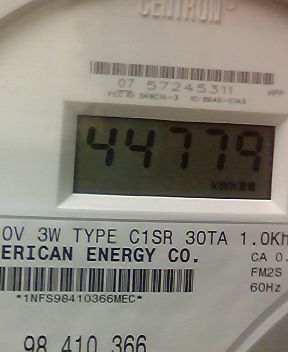 CENTRON
07 57245311
HPP
44779
kWh
0V 3W TYPE C1SR 30TA 1.0Kh
ERICAN ENERGY CO.
CA 0.
*1NFS98410366MEC*
FM2S
60Hz
98 410 366